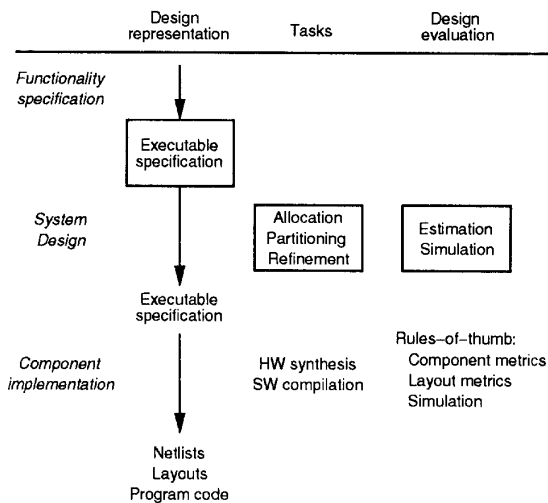 Design
representation
Tasks
Design
evaluation
Functionality
specification
Executable
specification
System
Design
Allocation
Partitioning
Refinement
Estimation
Simulation
Executable
specification
Component
implementation
HW synthesis
SW compilation
Rules-of-thumb:
Component metrics
Layout metrics
Simulation
Netlists
Layouts
Program code